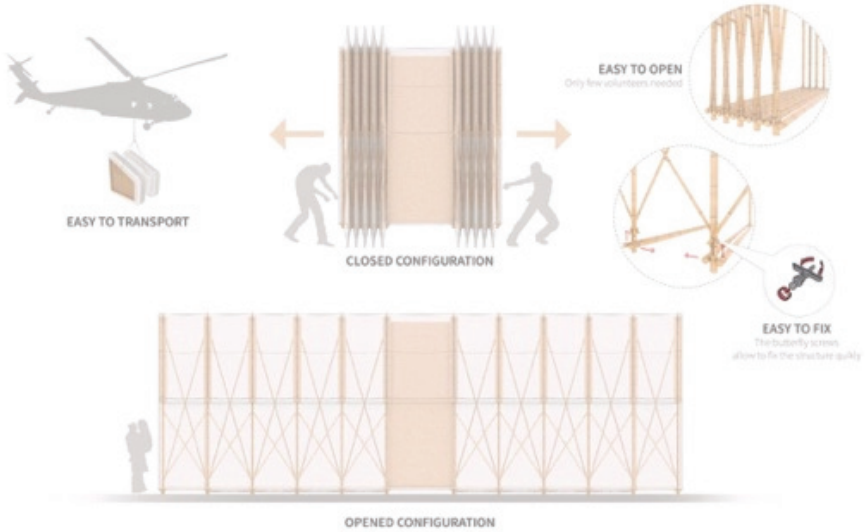 EASY TO OPEN
Only few volunteers needed
EASY TO TRANSPORT
CLOSED CONFIGURATION
EASY TO FIX
The butterfly screws
allow to fix the structure quikly
OPENED CONFIGURATION